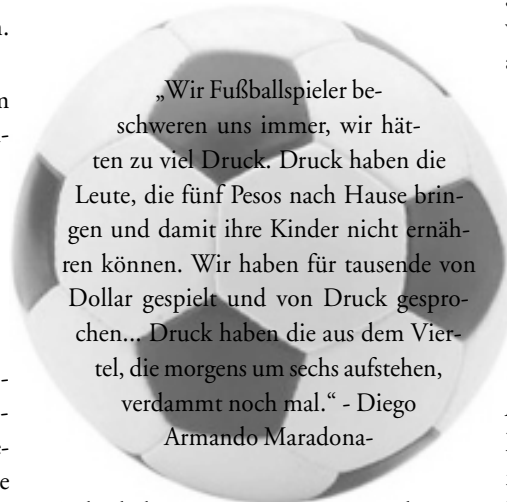 „Wir Fußballspieler be-
schweren uns immer, wir hät-
ten zu viel Druck. Druck haben die
Leute, die fünf Pesos nach Hause brin-
gen und damit ihre Kinder nicht ernäh-
ren können. Wir haben für tausende von
Dollar gespielt und von Druck gespro-
chen... Druck haben die aus dem Vier-
tel, die morgens um sechs aufstehen,
verdammt noch mal.“ - Diego
Armando Maradona-